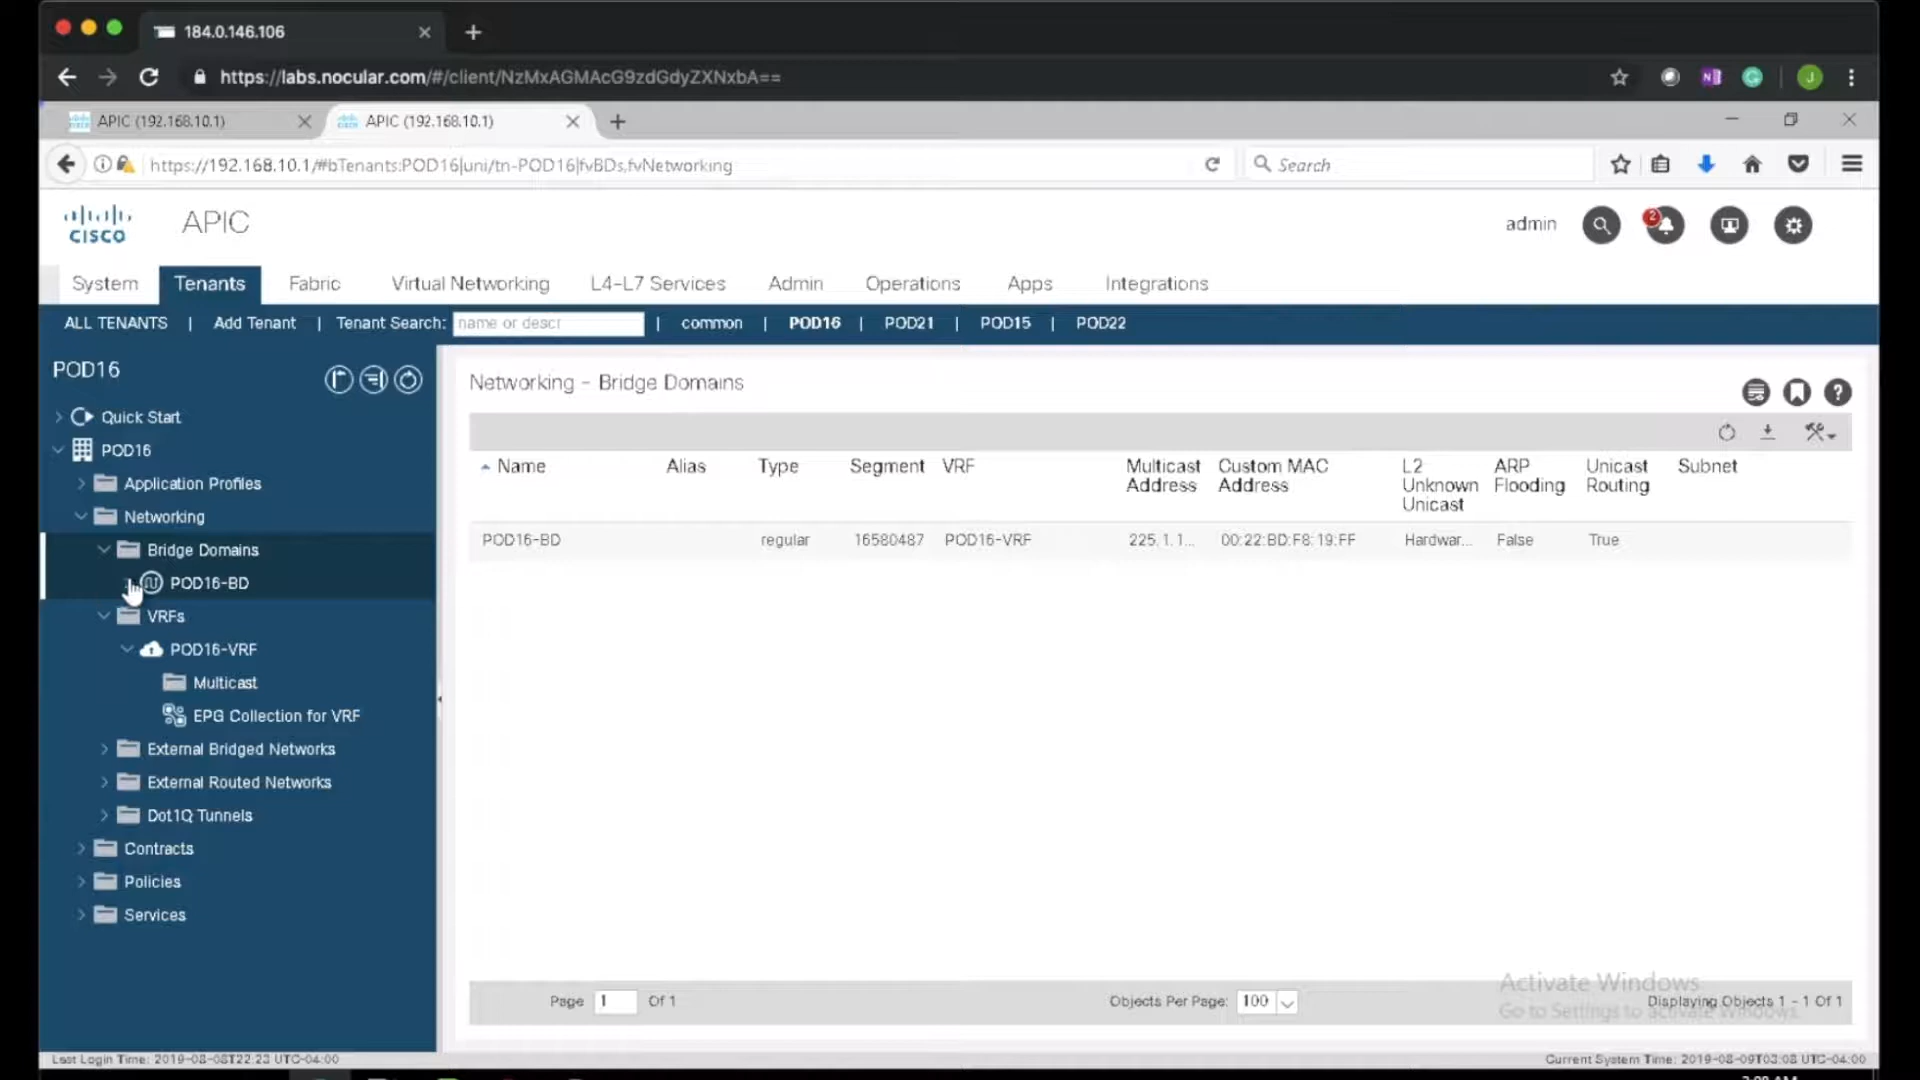 184.0.146.106
https://labs.nocular.com/#/client/NzMxAGMAcG9zdGdyZXNxbA==
N
J
APIC (192.168.10.1)
APIC (192.168.10.1)
https://192.168.10.1/#bTenants:POD16|uni/tn-POD16|fvBDs,fvNetworking
Search
CISCO
APIC
admin
2
System
Tenants
Fabric
Virtual Networking
L4-L7 Services
Admin
Operations
Apps
Integrations
ALL TENANTS | Add Tenant | Tenant Search: name or descr | common | POD16 | POD21 | POD15 | POD22
POD16
Quick Start
POD16
Application Profiles
Networking
Bridge Domains
POD16-BD
VRFs
POD16-VRF
Multicast
EPG Collection for VRF
External Bridged Networks
External Routed Networks
Dot1Q Tunnels
Contracts
Policies
Services
Networking - Bridge Domains
?
Name
Alias
Type
Segment
VRF
Multicast Address
Custom MAC Address
L2 Unknown Unicast
ARP Flooding
Unicast Routing
Subnet
POD16-BD regular 16580487 POD16-VRF 225.1.1... 00:22:BD:F8:19:FF Hardwar... False True
Page 1 Of 1
Objects Per Page: 100
Displaying Objects 1 - 1 Of 1
Activate Windows
Go to Settings to activate Windows.
Last Login Time: 2019-08-08T22:23 UTC-04:00
Current System Time: 2019-08-09T03:08 UTC-04:00